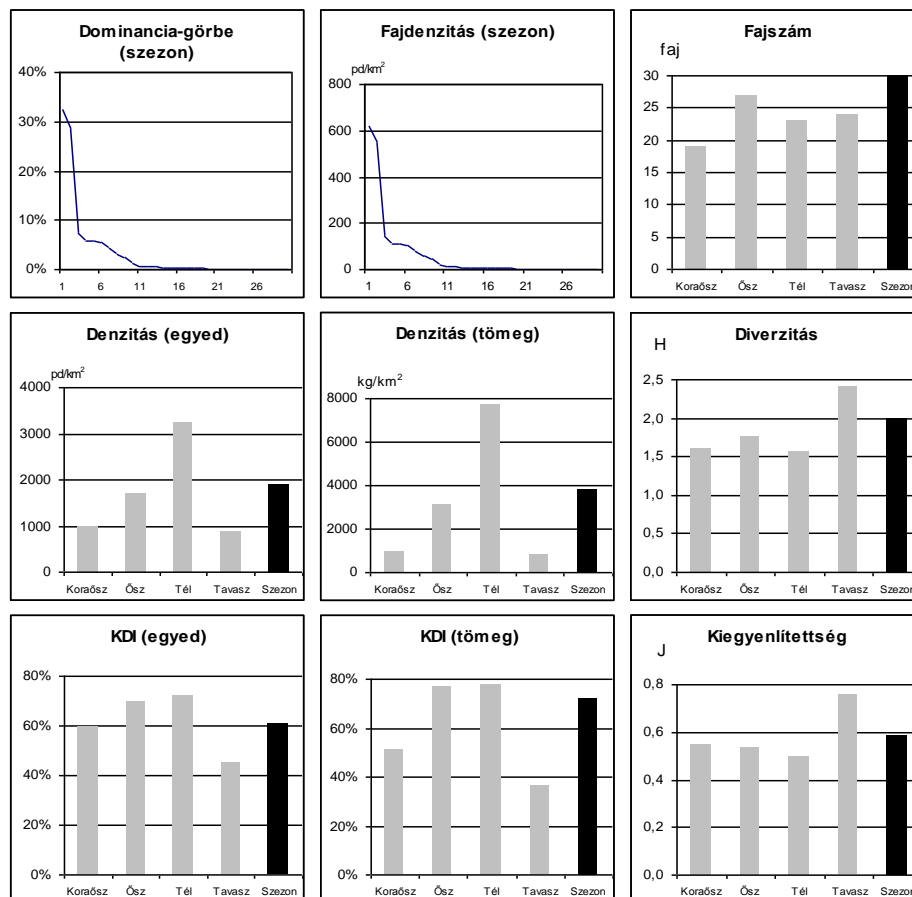 Dominancia-görbe
(szezon)
40%
30%
20%
10%
0%
1 6 11 16 21 26
Fajdenzitás (szezon)
pd/km²
800
600
400
200
0
1 6 11 16 21 26
Fajszám
faj
30
25
20
15
10
5
0
Koraősz Ősz Tél Tavasz Szezon
Denzitás (egyed)
pd/km²
4000
3000
2000
1000
0
Koraősz Ősz Tél Tavasz Szezon
Denzitás (tömeg)
kg/km²
8000
6000
4000
2000
0
Koraősz Ősz Tél Tavasz Szezon
Diverzitás
H
2,5
2,0
1,5
1,0
0,5
0,0
Koraősz Ősz Tél Tavasz Szezon
KDI (egyed)
80%
60%
40%
20%
0%
Koraősz Ősz Tél Tavasz Szezon
KDI (tömeg)
80%
60%
40%
20%
0%
Koraősz Ősz Tél Tavasz Szezon
Kiegyenlítettség
J
0,8
0,6
0,4
0,2
0,0
Koraősz Ősz Tél Tavasz Szezon